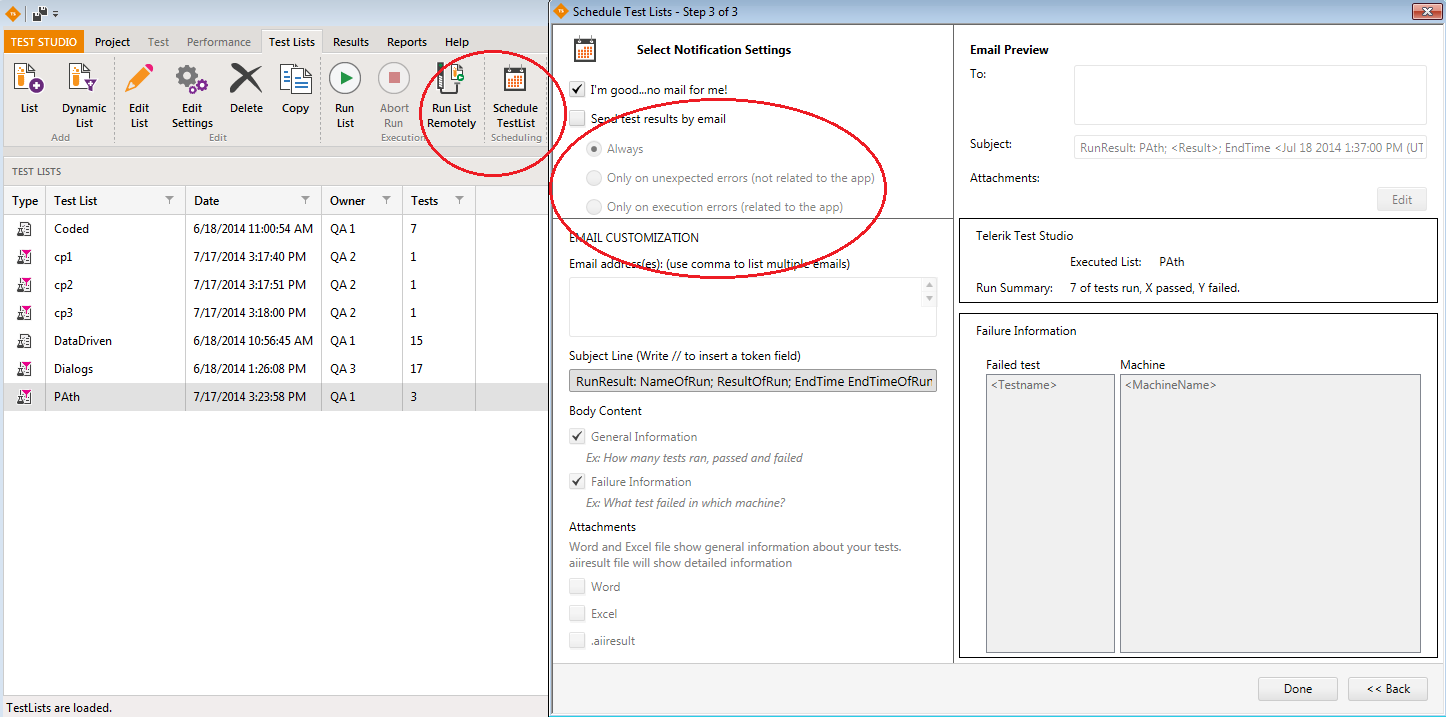 TEST STUDIO Project Test Performance Test Lists Results Reports Help
List Dynamic List Edit List Edit Settings Delete Copy Run List Abort Run Run List Remotely Schedule TestList
Add Edit Execution Scheduling
TEST LISTS
Type Test List Date Owner Tests
Coded 6/18/2014 11:00:54 AM QA 1 7
cp1 7/17/2014 3:17:40 PM QA 2 1
cp2 7/17/2014 3:17:51 PM QA 2 1
cp3 7/17/2014 3:18:00 PM QA 2 1
DataDriven 6/18/2014 10:56:45 AM QA 1 15
Dialogs 6/18/2014 1:26:08 PM QA 3 17
PAth 7/17/2014 3:23:58 PM QA 1 3
TestLists are loaded.
Schedule Test Lists - Step 3 of 3
Select Notification Settings
I'm good...no mail for me!
Send test results by email
Always
Only on unexpected errors (not related to the app)
Only on execution errors (related to the app)
EMAIL CUSTOMIZATION
Email address(es): (use comma to list multiple emails)
Subject Line (Write // to insert a token field)
RunResult: NameOfRun; ResultOfRun; EndTime EndTimeOfRun
Body Content
General Information
Ex: How many tests ran, passed and failed
Failure Information
Ex: What test failed in which machine?
Attachments
Word and Excel file show general information about your tests.
aiiresult file will show detailed information
Word
Excel
.aiiresult
Email Preview
To:
Subject: RunResult: PAth; <Result>; EndTime <Jul 18 2014 1:37:00 PM (UT
Attachments:
Edit
Telerik Test Studio
Executed List: PAth
Run Summary: 7 of tests run, X passed, Y failed.
Failure Information
Failed test Machine
<Testname> <MachineName>
Done << Back